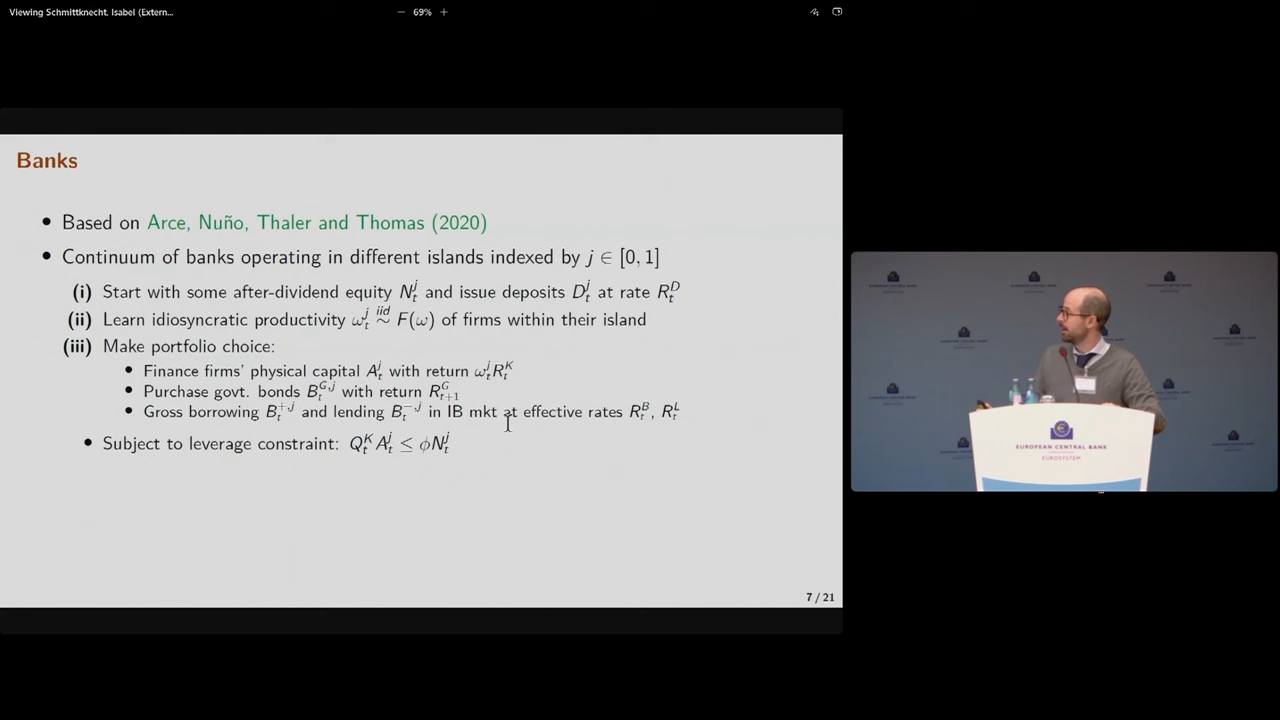 Viewing Schmittknecht. Isabel (Extern...
− 69% +
Banks
• Based on Arce, Nuño, Thaler and Thomas (2020)
• Continuum of banks operating in different islands indexed by j ∈ [0, 1]
(i) Start with some after-dividend equity N_t^j and issue deposits D_t^j at rate R_t^D
(ii) Learn idiosyncratic productivity ω_t^j ~^{iid} F(ω) of firms within their island
(iii) Make portfolio choice:
• Finance firms' physical capital A_t^j with return ω_t^j R_t^K
• Purchase govt. bonds B_t^{G,j} with return R_{t+1}^G
• Gross borrowing B_t^{+,j} and lending B_t^{−,j} in IB mkt at effective rates R_t^B, R_t^L
• Subject to leverage constraint: Q_t^K A_t^j ≤ ϕN_t^j
7 / 21
EUROPEAN CENTRAL BANK
EUROSYSTEM